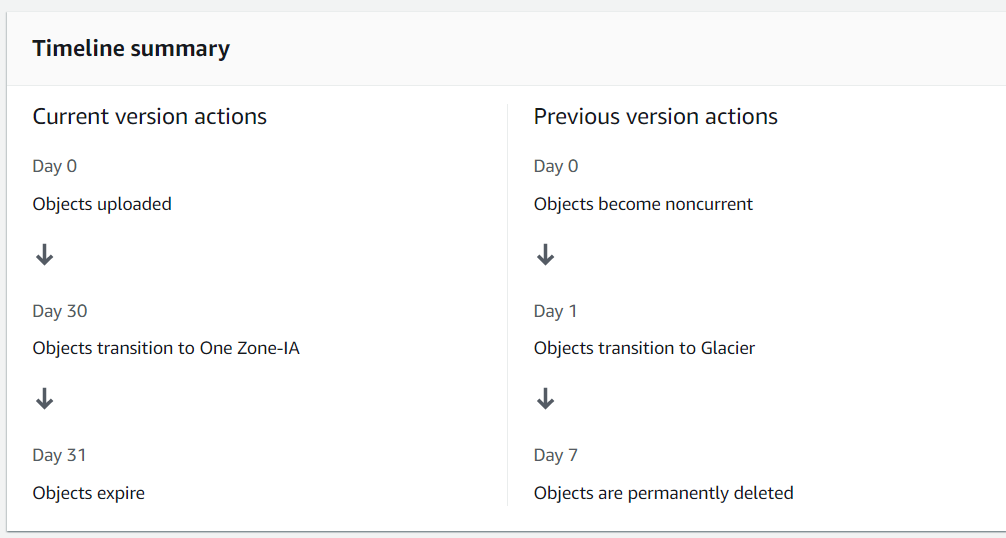 Timeline summary
Current version actions
Day 0
Objects uploaded
Day 30
Objects transition to One Zone-IA
Day 31
Objects expire
Previous version actions
Day 0
Objects become noncurrent
Day 1
Objects transition to Glacier
Day 7
Objects are permanently deleted